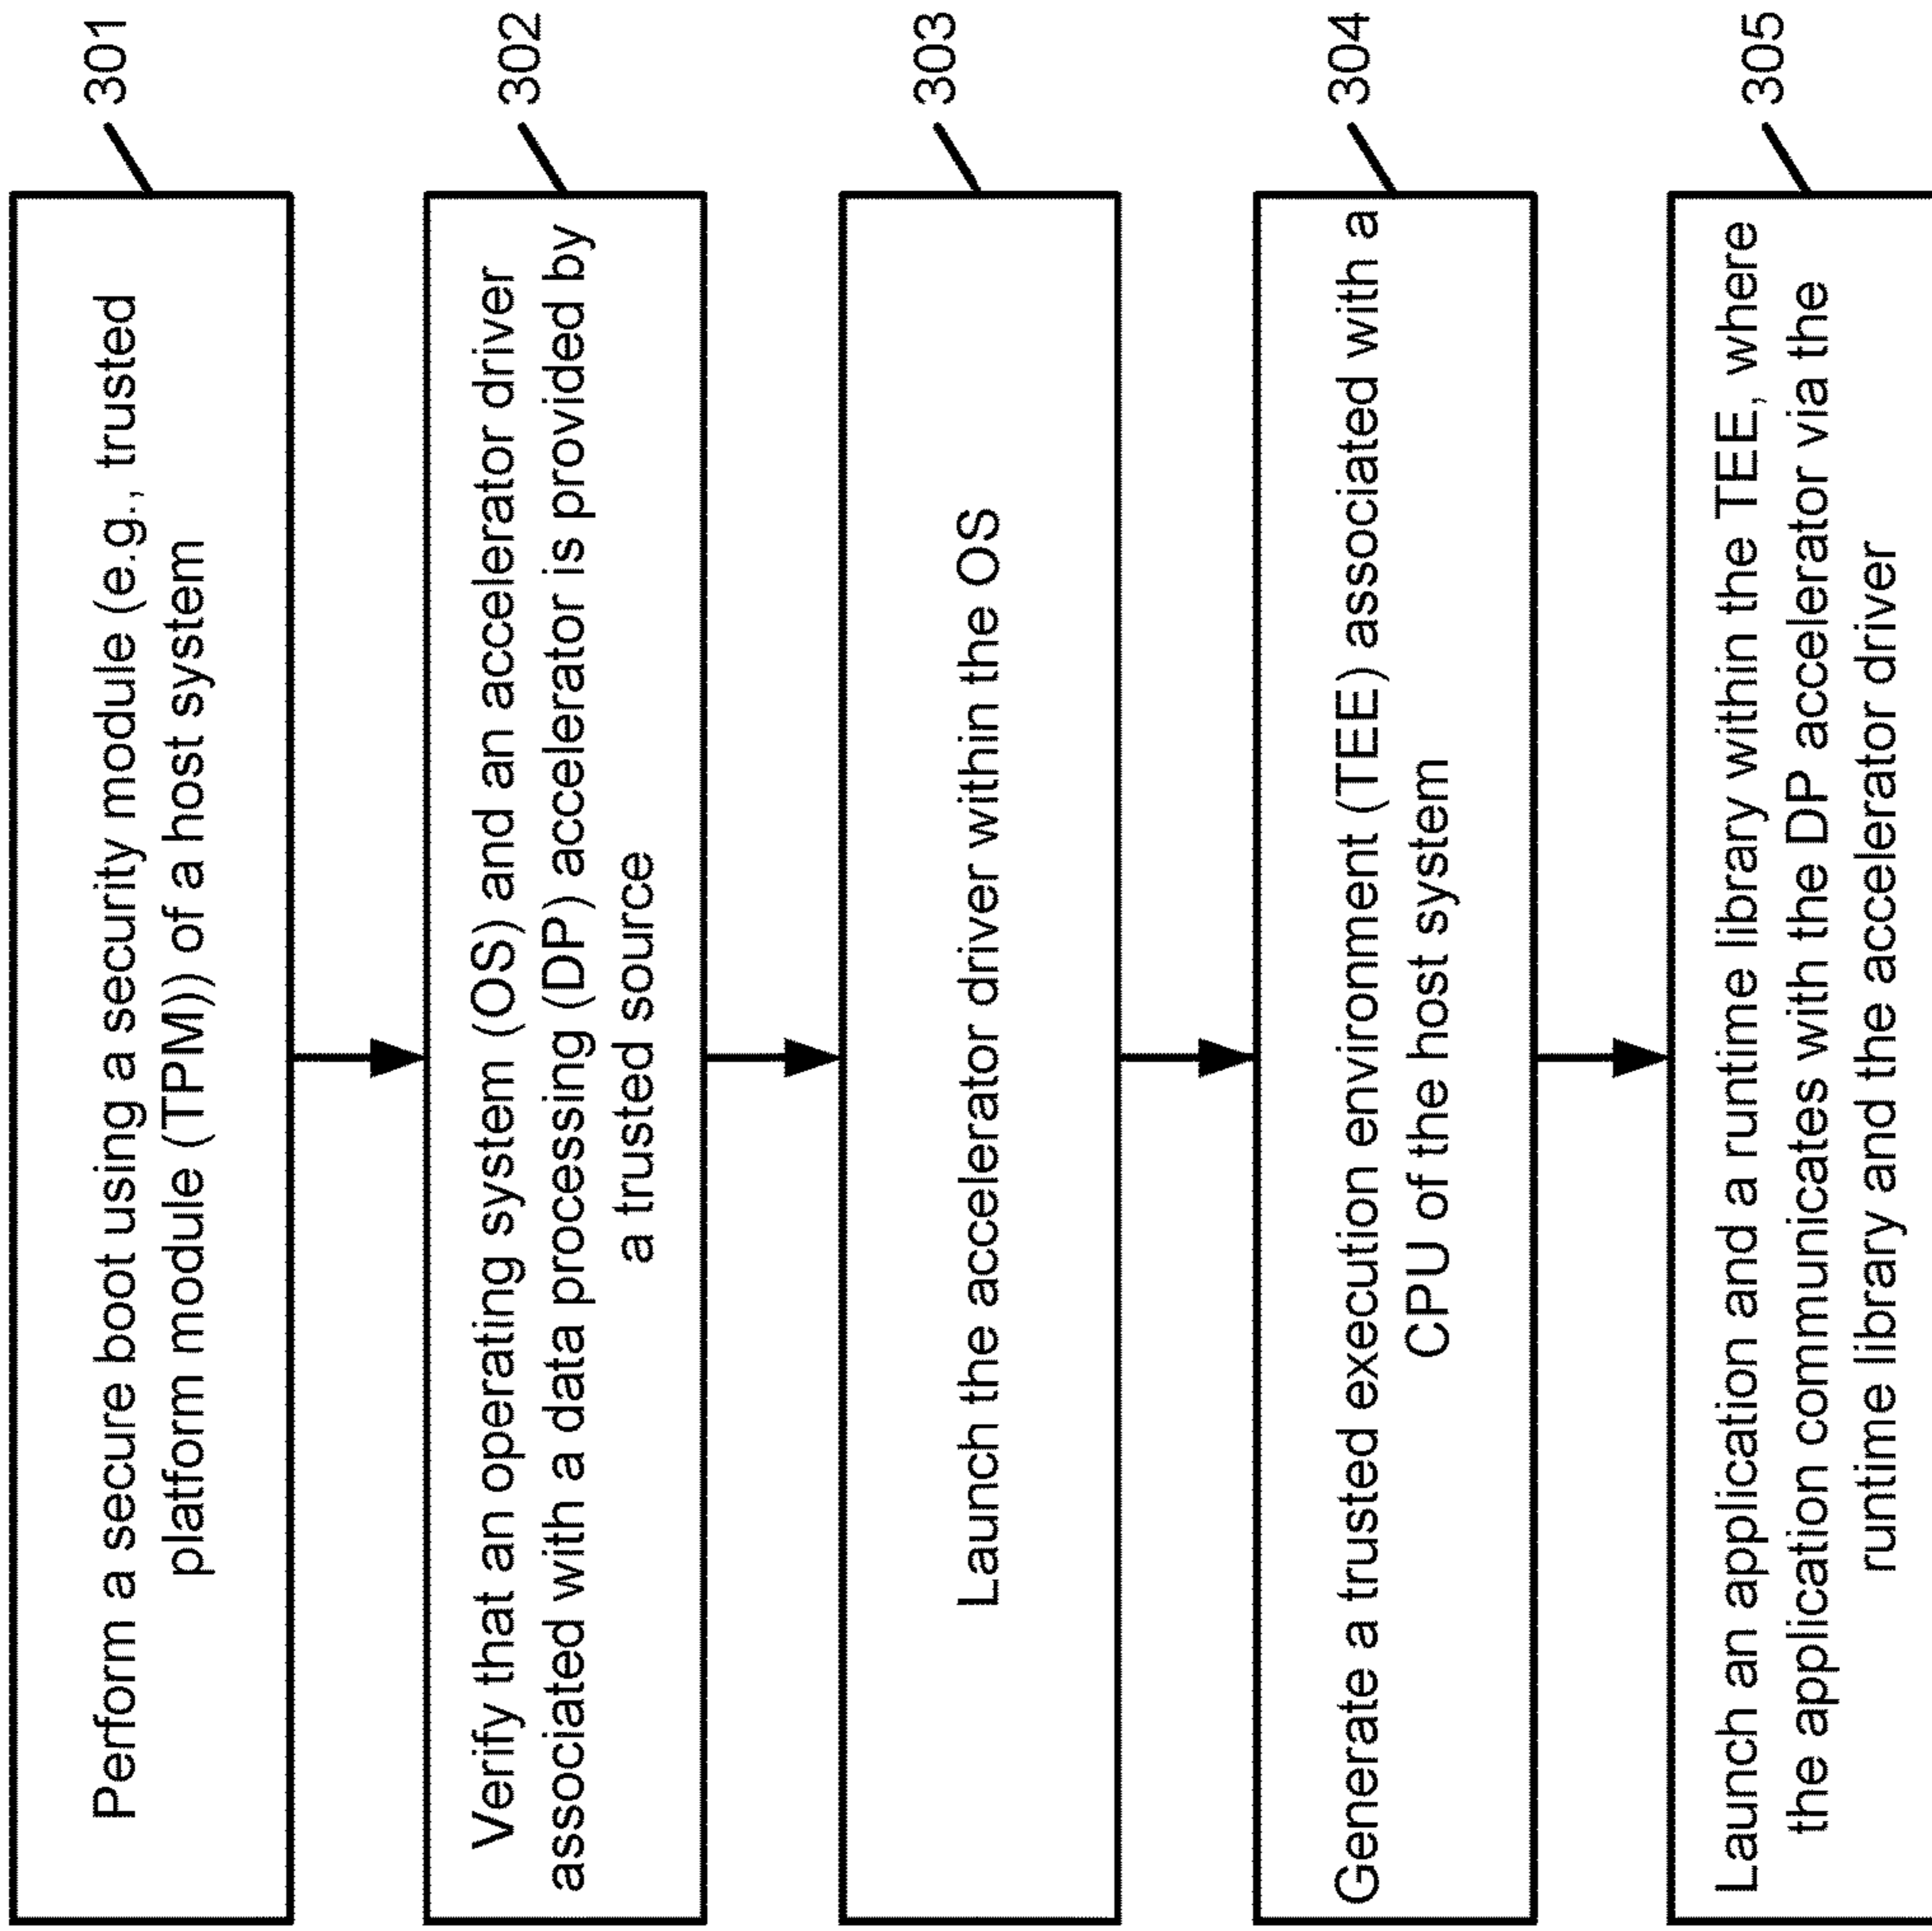 301
Perform a secure boot using a security module (e.g., trusted
platform module (TPM)) of a host system
302
Verify that an operating system (OS) and an accelerator driver
associated with a data processing (DP) accelerator is provided by
a trusted source
303
Launch the accelerator driver within the OS
304
Generate a trusted execution environment (TEE) associated with a
CPU of the host system
305
Launch an application and a runtime library within the TEE, where
the application communicates with the DP accelerator via the
runtime library and the accelerator driver